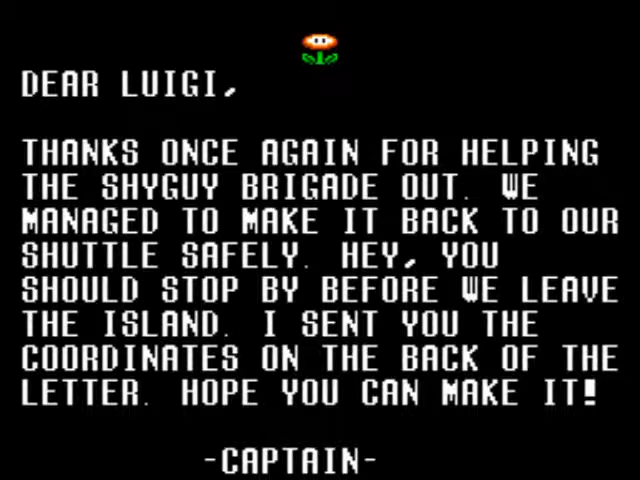 DEAR LUIGI,
THANKS ONCE AGAIN FOR HELPING
THE SHYGUY BRIGADE OUT. WE
MANAGED TO MAKE IT BACK TO OUR
SHUTTLE SAFELY. HEY, YOU
SHOULD STOP BY BEFORE WE LEAVE
THE ISLAND. I SENT YOU THE
COORDINATES ON THE BACK OF THE
LETTER. HOPE YOU CAN MAKE IT!
-CAPTAIN-